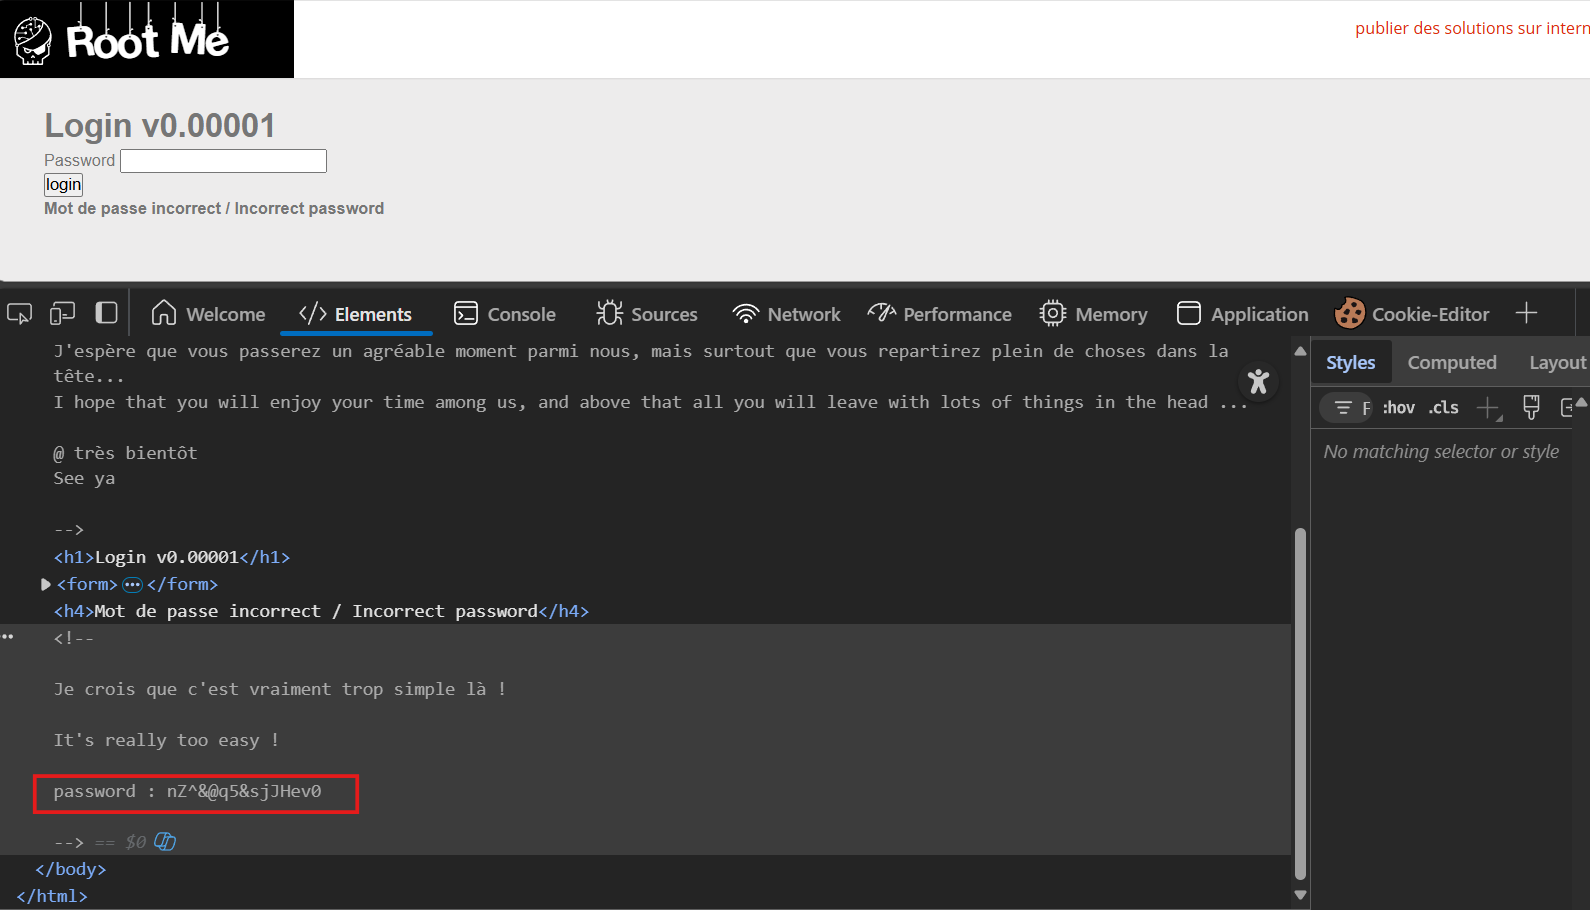 Root Me
publier des solutions sur intern
Login v0.00001
Password
login
Mot de passe incorrect / Incorrect password
Welcome </> Elements Console Sources Network Performance Memory Application Cookie-Editor
J'espère que vous passerez un agréable moment parmi nous, mais surtout que vous repartirez plein de choses dans la
tête...
I hope that you will enjoy your time among us, and above that all you will leave with lots of things in the head ...
@ très bientôt
See ya
-->
<h1>Login v0.00001</h1>
<form>…</form>
<h4>Mot de passe incorrect / Incorrect password</h4>
<!--
Je crois que c'est vraiment trop simple là !
It's really too easy !
password : nZ^&@q5&sjJHev0
--> == $0
</body>
</html>
Styles Computed Layout
F :hov .cls
No matching selector or style